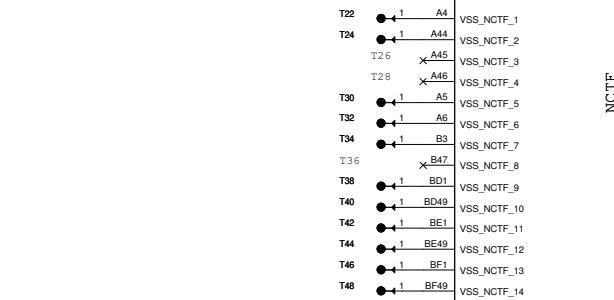 T22 1 A4 VSS_NCTF_1
T24 1 A44 VSS_NCTF_2
T26 A45 VSS_NCTF_3
T28 A46 VSS_NCTF_4
T30 1 A5 VSS_NCTF_5
T32 1 A6 VSS_NCTF_6
T34 1 B3 VSS_NCTF_7
T36 B47 VSS_NCTF_8
T38 1 BD1 VSS_NCTF_9
T40 1 BD49 VSS_NCTF_10
T42 1 BE1 VSS_NCTF_11
T44 1 BE49 VSS_NCTF_12
T46 1 BF1 VSS_NCTF_13
T48 1 BF49 VSS_NCTF_14
NCTF